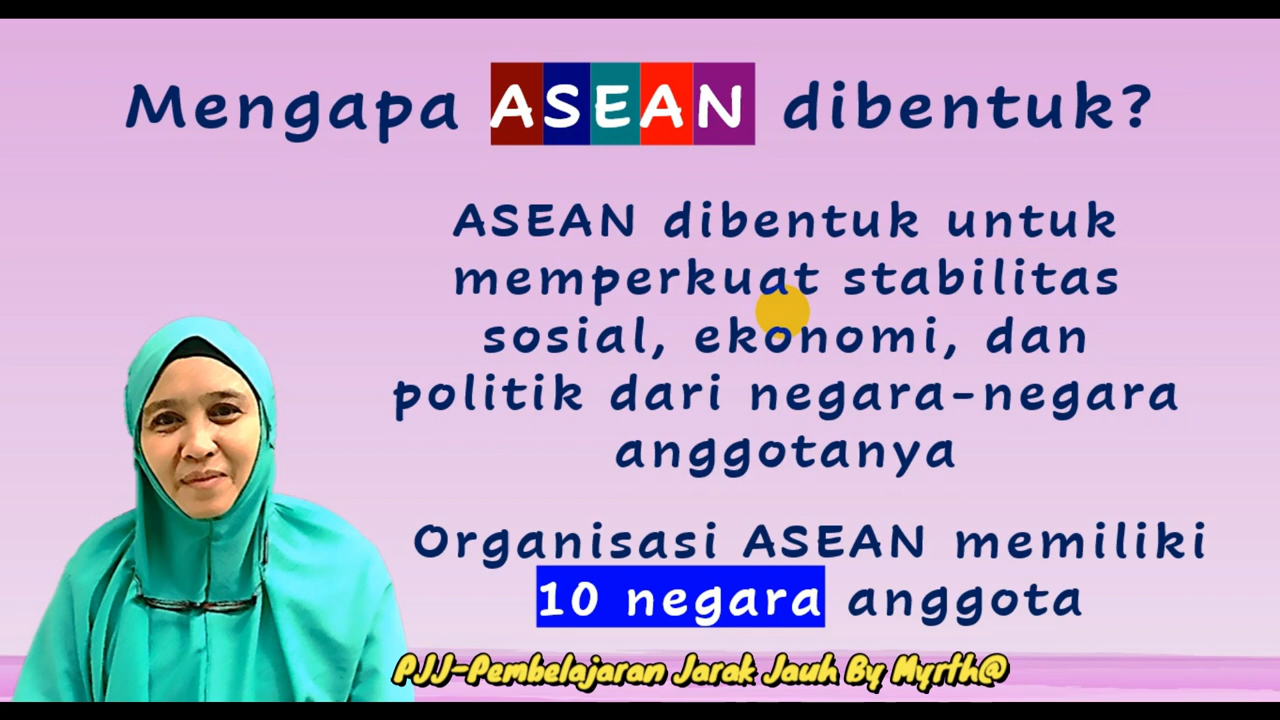 Mengapa ASEAN dibentuk?
ASEAN dibentuk untuk
memperkuat stabilitas
sosial, ekonomi, dan
politik dari negara-negara
anggotanya
Organisasi ASEAN memiliki
10 negara anggota
PJJ-Pembelajaran Jarak Jauh By Myrth@